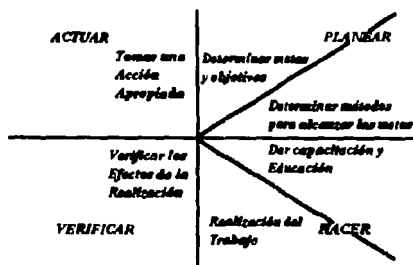 ACTUAR
PLANEAR
Tomar una
Acción
Apropiada
Determinar metas
y objetivos
Determinar métodos
para alcanzar las metas
Verificar los
Efectos de la
Realización
Dar capacitación y
Educación
VERIFICAR
Realización del
Trabajo
HACER